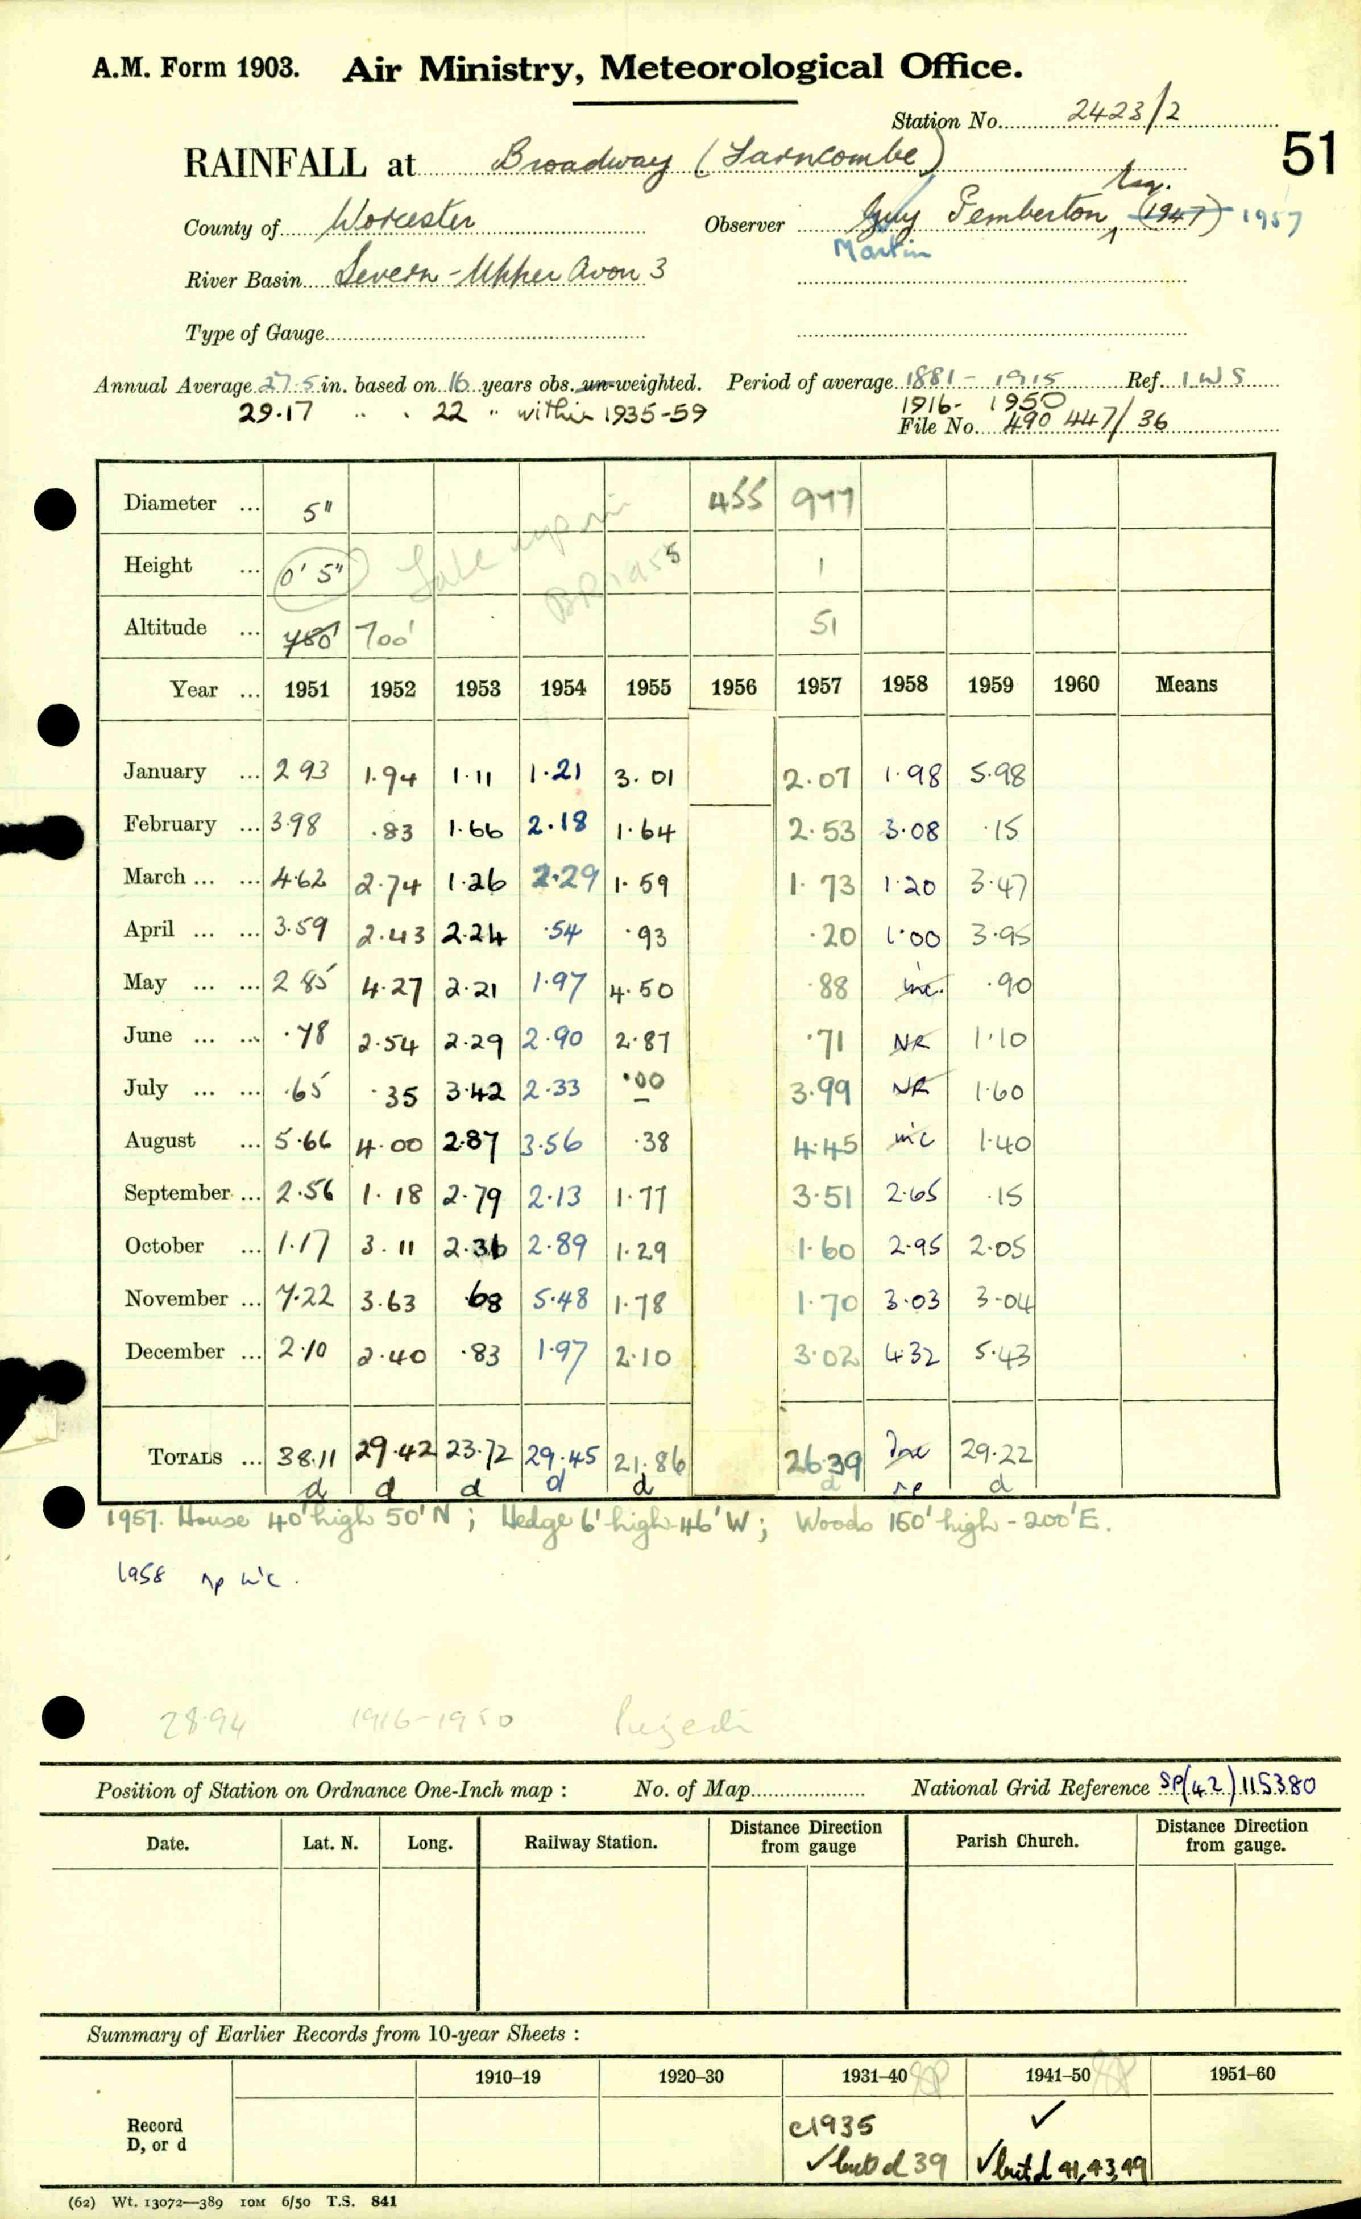 A.M. Form 1903. Air Ministry, Meteorological Office.
Station No. 2423/2
51
RAINFALL at Broadway (Farncombe)
County of Worcester Observer Guy Pemberton Esq. (1947) 1957
Martin
River Basin Severn - Upper Avon 3
Type of Gauge
Annual Average 27.5 in. based on 16 years obs. un-weighted. Period of average 1881 - 1915 Ref. I W S
29.17 " " 22 " within 1935-59 1916- 1950
File No. 490 447/36
Diameter ... 5" 455 977
Height ... 0' 5" Take up in BR 1955 1
Altitude ... 780' 700' 51
Year ... 1951 1952 1953 1954 1955 1956 1957 1958 1959 1960 Means
January ... 2.93 1.94 1.11 1.21 3.01 2.07 1.98 5.98
February ... 3.98 .83 1.66 2.18 1.64 2.53 3.08 .15
March ... ... 4.62 2.74 1.26 2.29 1.59 1.73 1.20 3.47
April ... ... 3.59 2.43 2.24 .54 .93 .20 1.00 3.95
May ... ... 2.85 4.27 2.21 1.97 4.50 .88 inc. .90
June ... ... .78 2.54 2.29 2.90 2.87 .71 NR 1.10
July ... ... .65 .35 3.42 2.33 .00 3.99 NR 1.60
August ... 5.66 4.00 2.87 3.56 .38 4.45 inc 1.40
September ... 2.56 1.18 2.79 2.13 1.77 3.51 2.65 .15
October ... 1.17 3.11 2.36 2.89 1.29 1.60 2.95 2.05
November ... 7.22 3.63 .68 5.48 1.78 1.70 3.03 3.04
December ... 2.10 2.40 .83 1.97 2.10 3.02 4.32 5.43
TOTALS ... 38.11 29.42 23.72 29.45 21.86 26.39 Inc 29.22
d d d d d d np d
1957. House 40' high 50' N; Hedge 6' high - 46' W; Woods 150' high - 200' E.
1958 np inc.
28.94 1916-1950
Position of Station on Ordnance One-Inch map : No. of Map National Grid Reference SP(42)115380
Date. Lat. N. Long. Railway Station. Distance Direction from gauge Parish Church. Distance Direction from gauge.
Summary of Earlier Records from 10-year Sheets :
1910–19 1920–30 1931–40 1941–50 1951–60
Record D, or d c1935 ✓
✓ but d 39 ✓ but d 41,43,49
(62) Wt. 13072—389 10M 6/50 T.S. 841